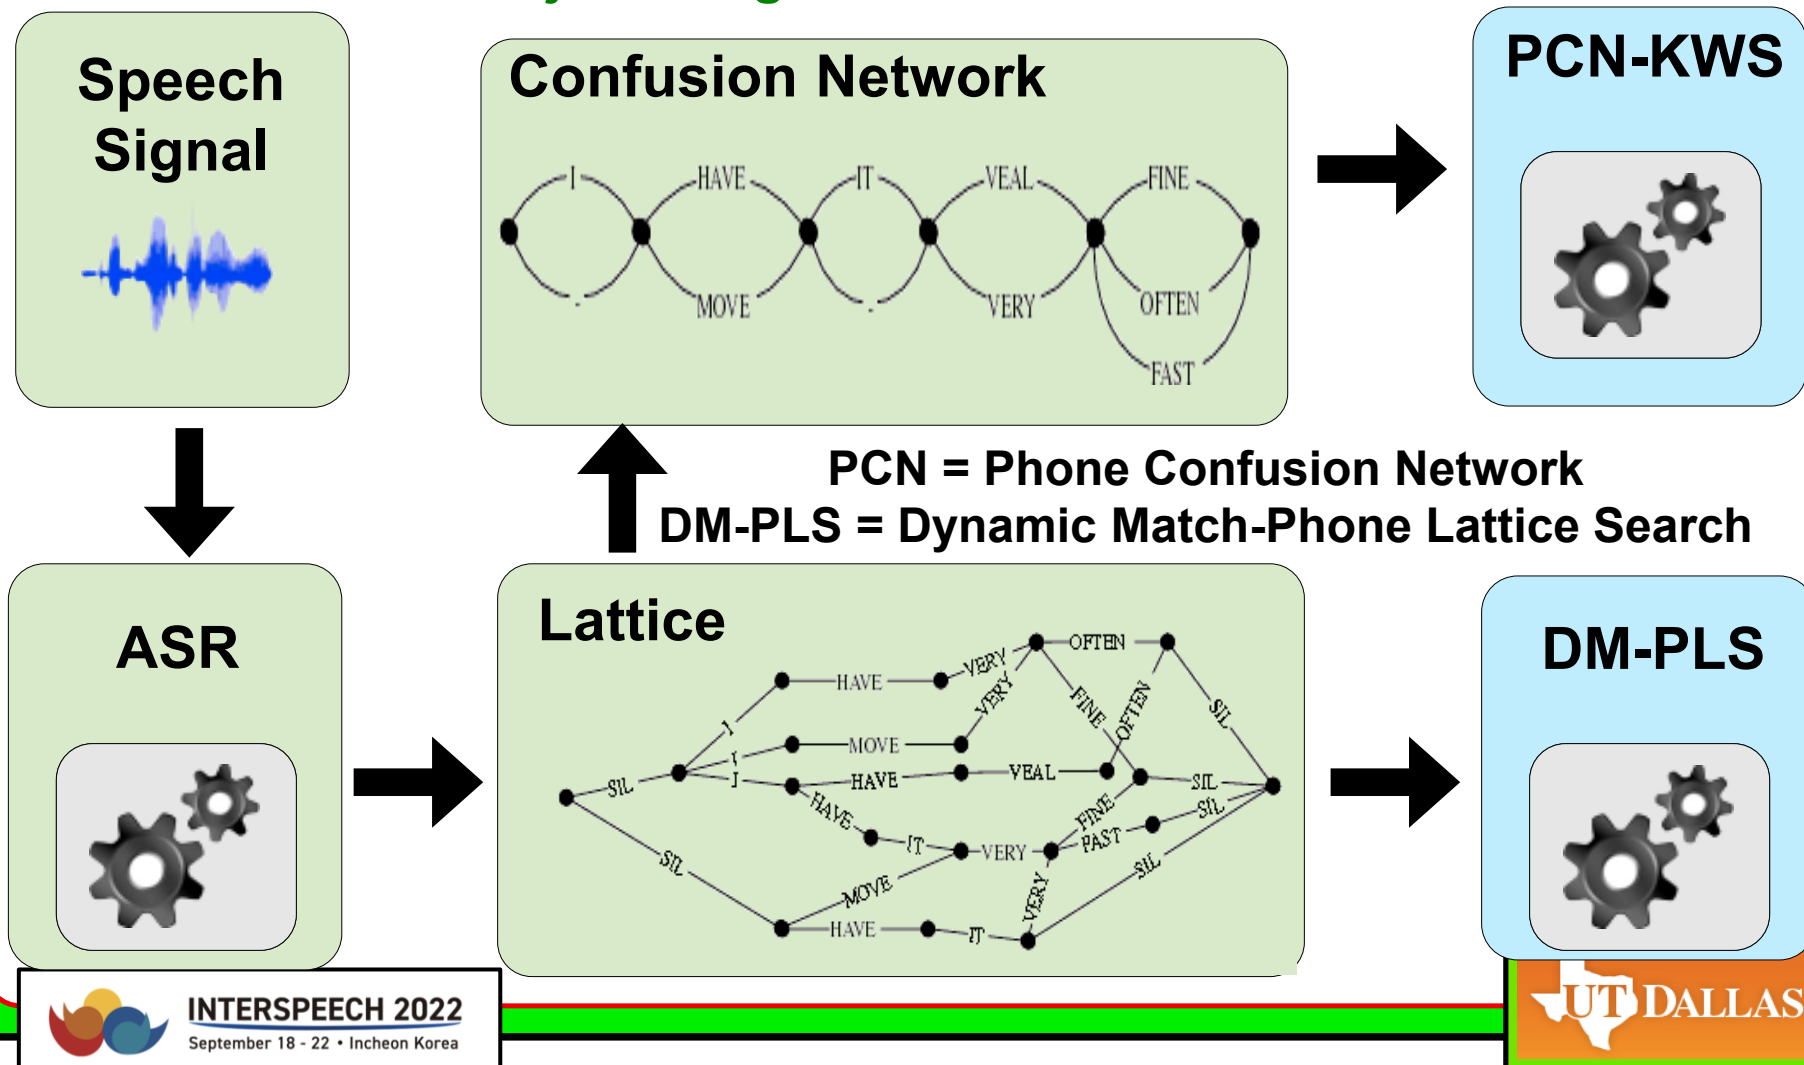 Speech
Signal
Confusion Network
I HAVE IT VEAL FINE
- MOVE - VERY OFTEN
FAST
PCN-KWS
PCN = Phone Confusion Network
DM-PLS = Dynamic Match-Phone Lattice Search
ASR
Lattice
OFTEN
VERY
HAVE
VERY
FINE
OFTEN
SIL
I
MOVE
I
HAVE
VEAL
SIL
I
SIL
HAVE
FINE
SIL
IT
VERY
PAST
SIL
MOVE
VERY
SIL
HAVE
IT
DM-PLS
INTERSPEECH 2022
September 18 - 22 • Incheon Korea
UT DALLAS